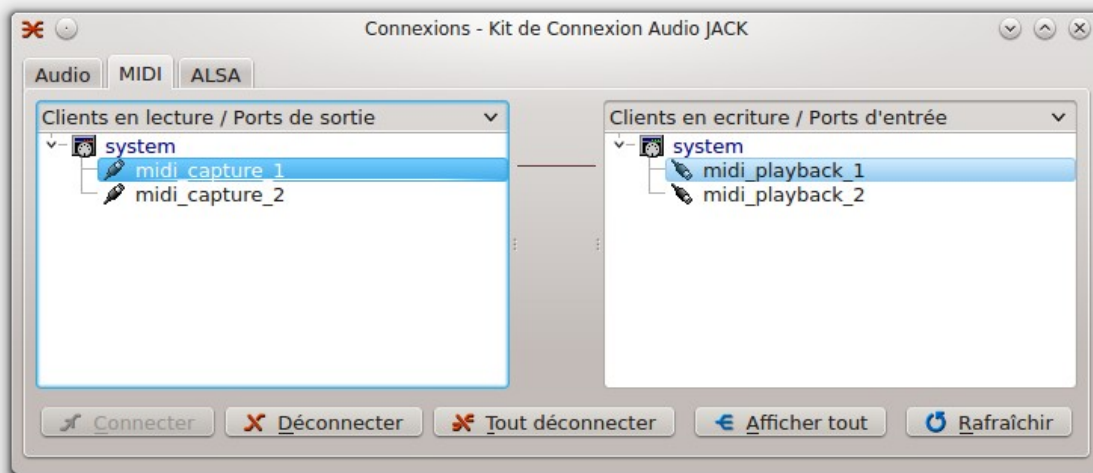 Connexions - Kit de Connexion Audio JACK
Audio MIDI ALSA
Clients en lecture / Ports de sortie
system
midi_capture_1
midi_capture_2
Clients en ecriture / Ports d'entrée
system
midi_playback_1
midi_playback_2
Connecter Déconnecter Tout déconnecter Afficher tout Rafraîchir